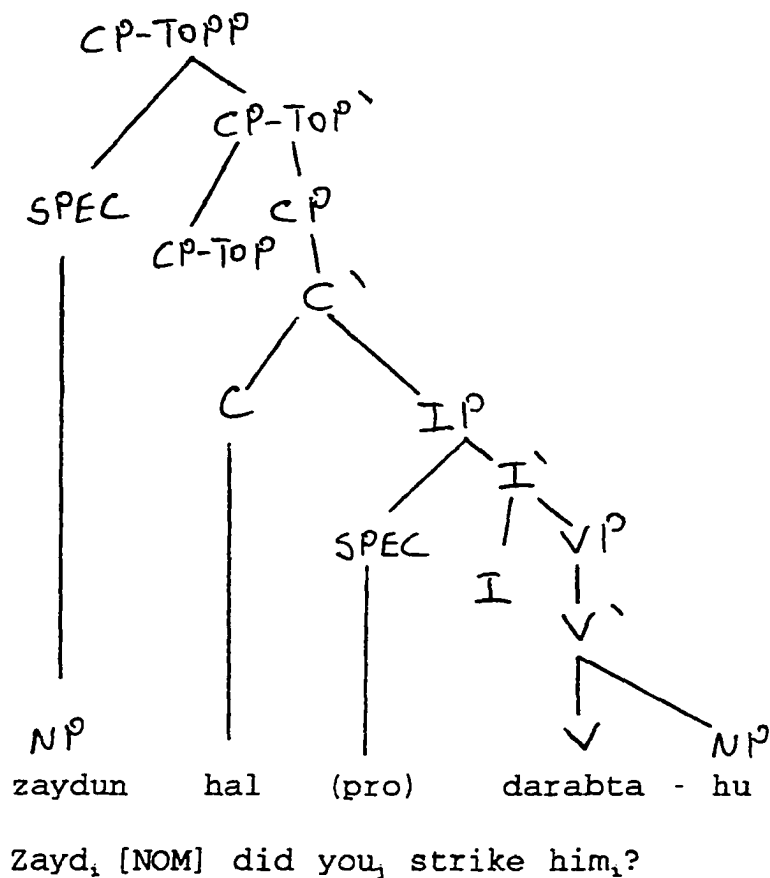 CP-TOPP
CP-TOP`
SPEC CP
CP-TOP
C`
C IP
I`
SPEC VP
I
V`
NP V NP
zaydun hal (pro) darabta - hu
Zaydᵢ [NOM] did youⱼ strike himᵢ?